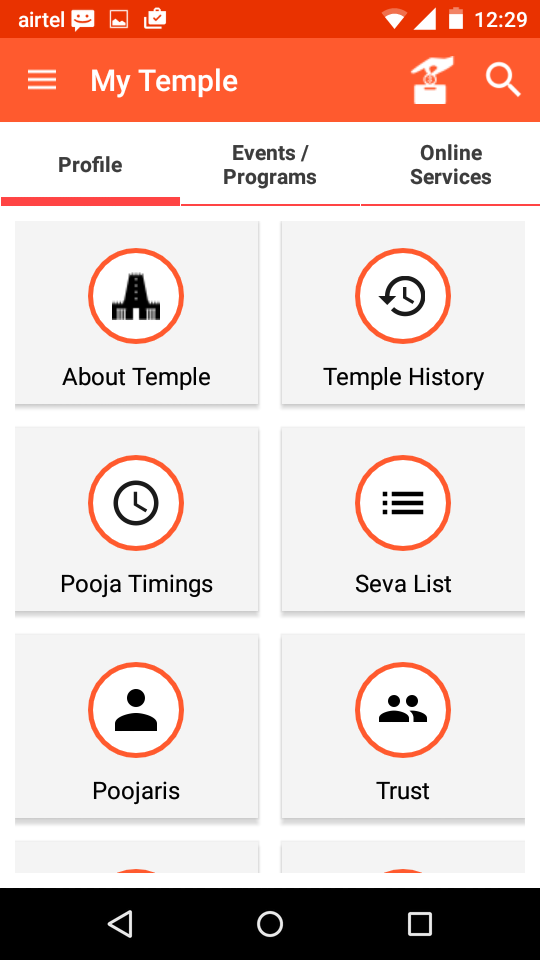 airtel 12:29
My Temple
Profile
Events /
Programs
Online
Services
About Temple
Temple History
Pooja Timings
Seva List
Poojaris
Trust